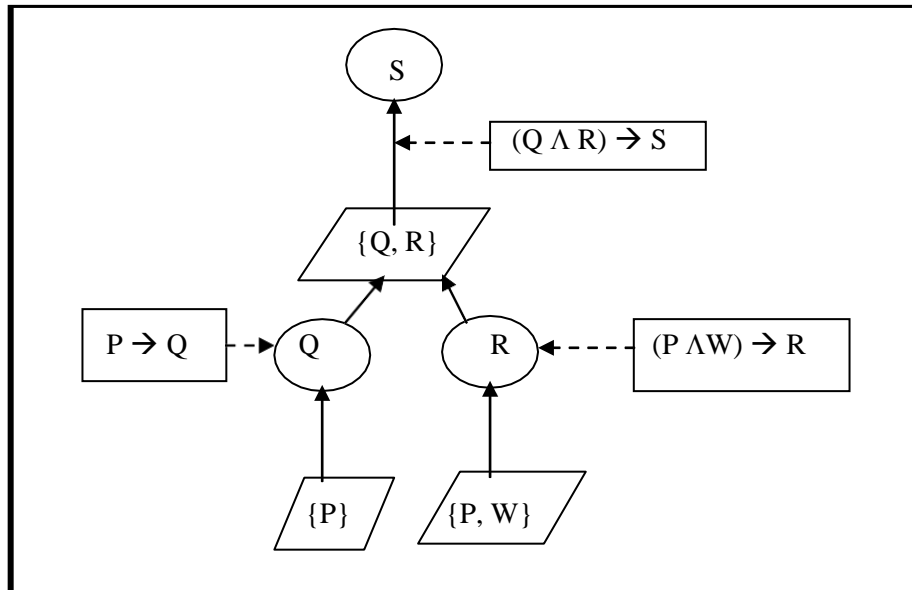 S
(Q Λ R) → S
{Q, R}
P → Q
Q
R
(P ΛW) → R
{P}
{P, W}